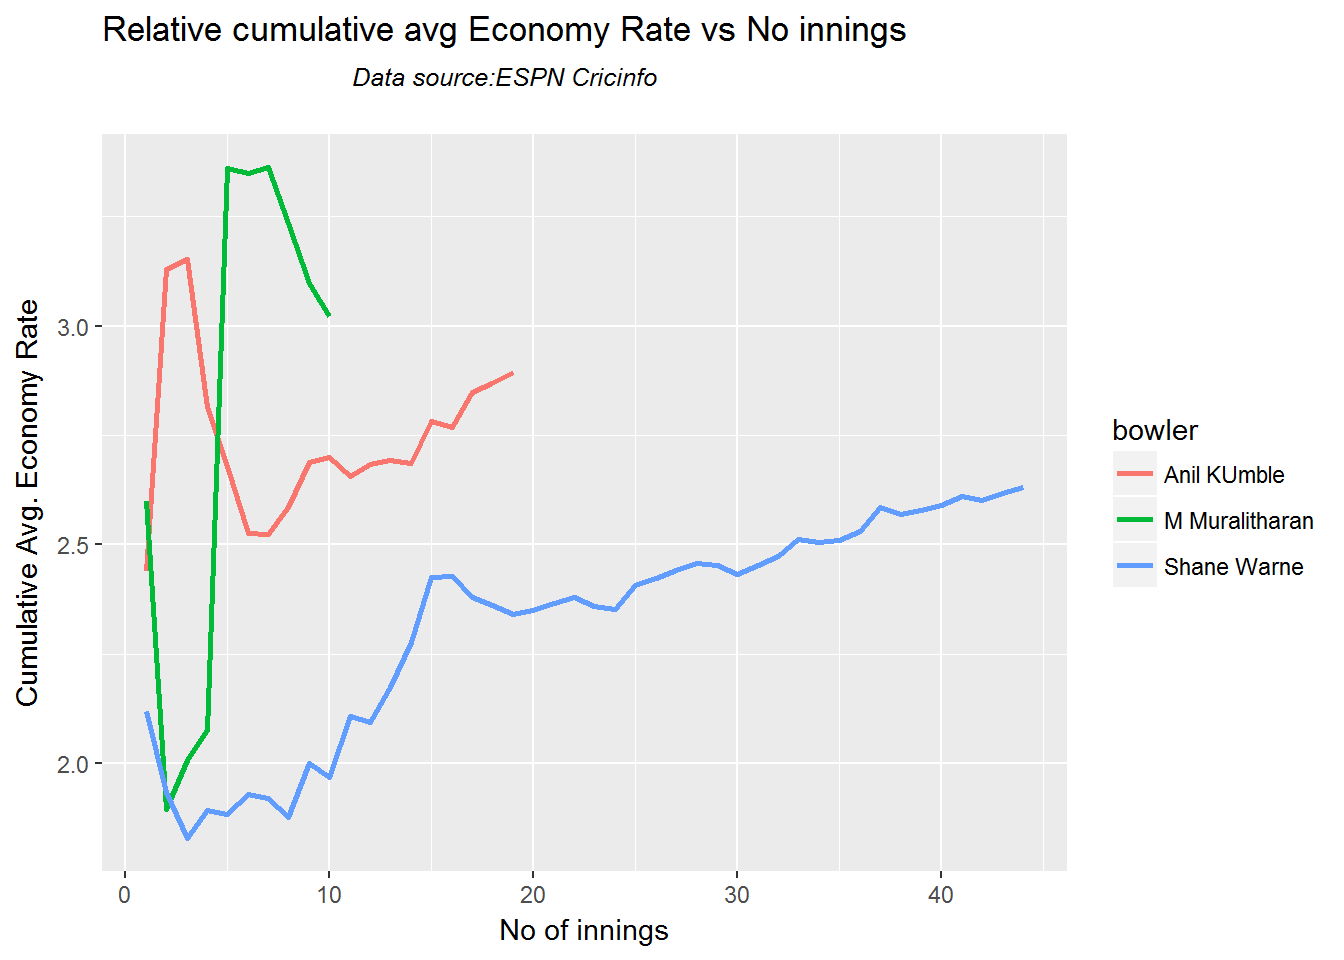 Relative cumulative avg Economy Rate vs No innings
Data source:ESPN Cricinfo
Cumulative Avg. Economy Rate
3.0
2.5
2.0
0 10 20 30 40
No of innings
bowler
Anil KUmble
M Muralitharan
Shane Warne